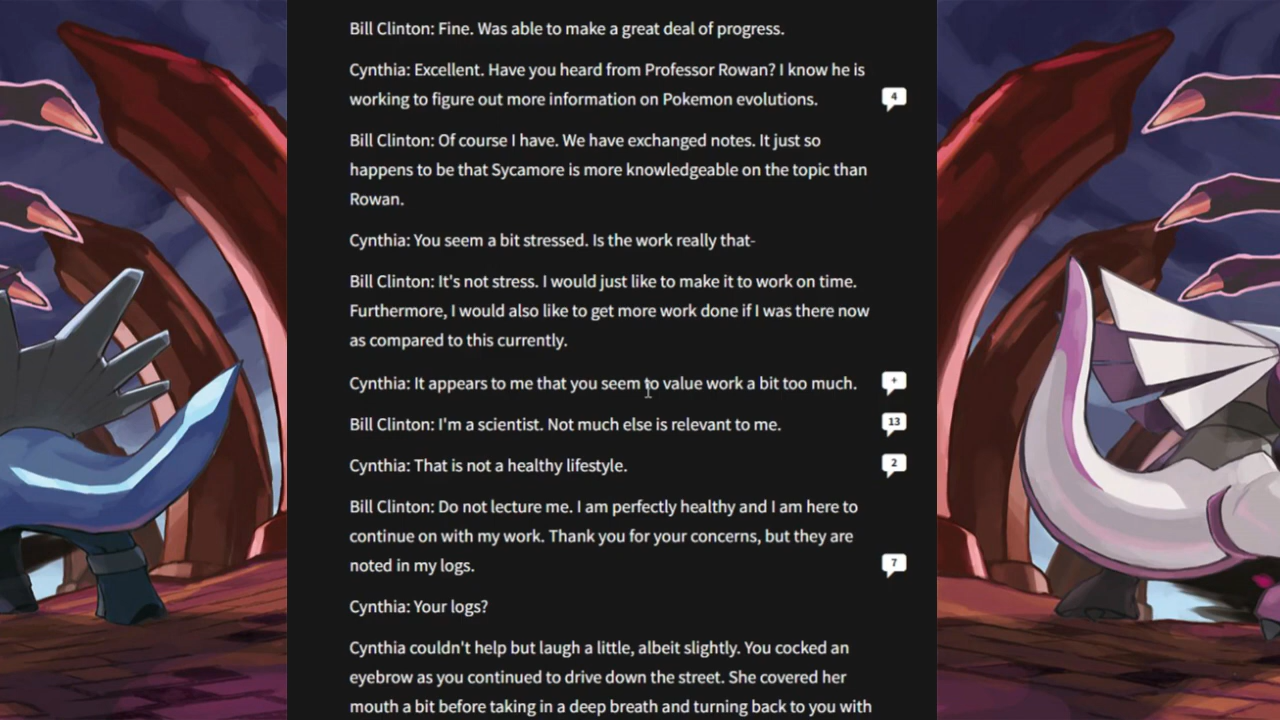 Bill Clinton: Fine. Was able to make a great deal of progress.
Cynthia: Excellent. Have you heard from Professor Rowan? I know he is
working to figure out more information on Pokemon evolutions.
4
Bill Clinton: Of course I have. We have exchanged notes. It just so
happens to be that Sycamore is more knowledgeable on the topic than
Rowan.
Cynthia: You seem a bit stressed. Is the work really that-
Bill Clinton: It's not stress. I would just like to make it to work on time.
Furthermore, I would also like to get more work done if I was there now
as compared to this currently.
Cynthia: It appears to me that you seem to value work a bit too much.
+
Bill Clinton: I'm a scientist. Not much else is relevant to me.
13
Cynthia: That is not a healthy lifestyle.
2
Bill Clinton: Do not lecture me. I am perfectly healthy and I am here to
continue on with my work. Thank you for your concerns, but they are
noted in my logs.
7
Cynthia: Your logs?
Cynthia couldn't help but laugh a little, albeit slightly. You cocked an
eyebrow as you continued to drive down the street. She covered her
mouth a bit before taking in a deep breath and turning back to you with